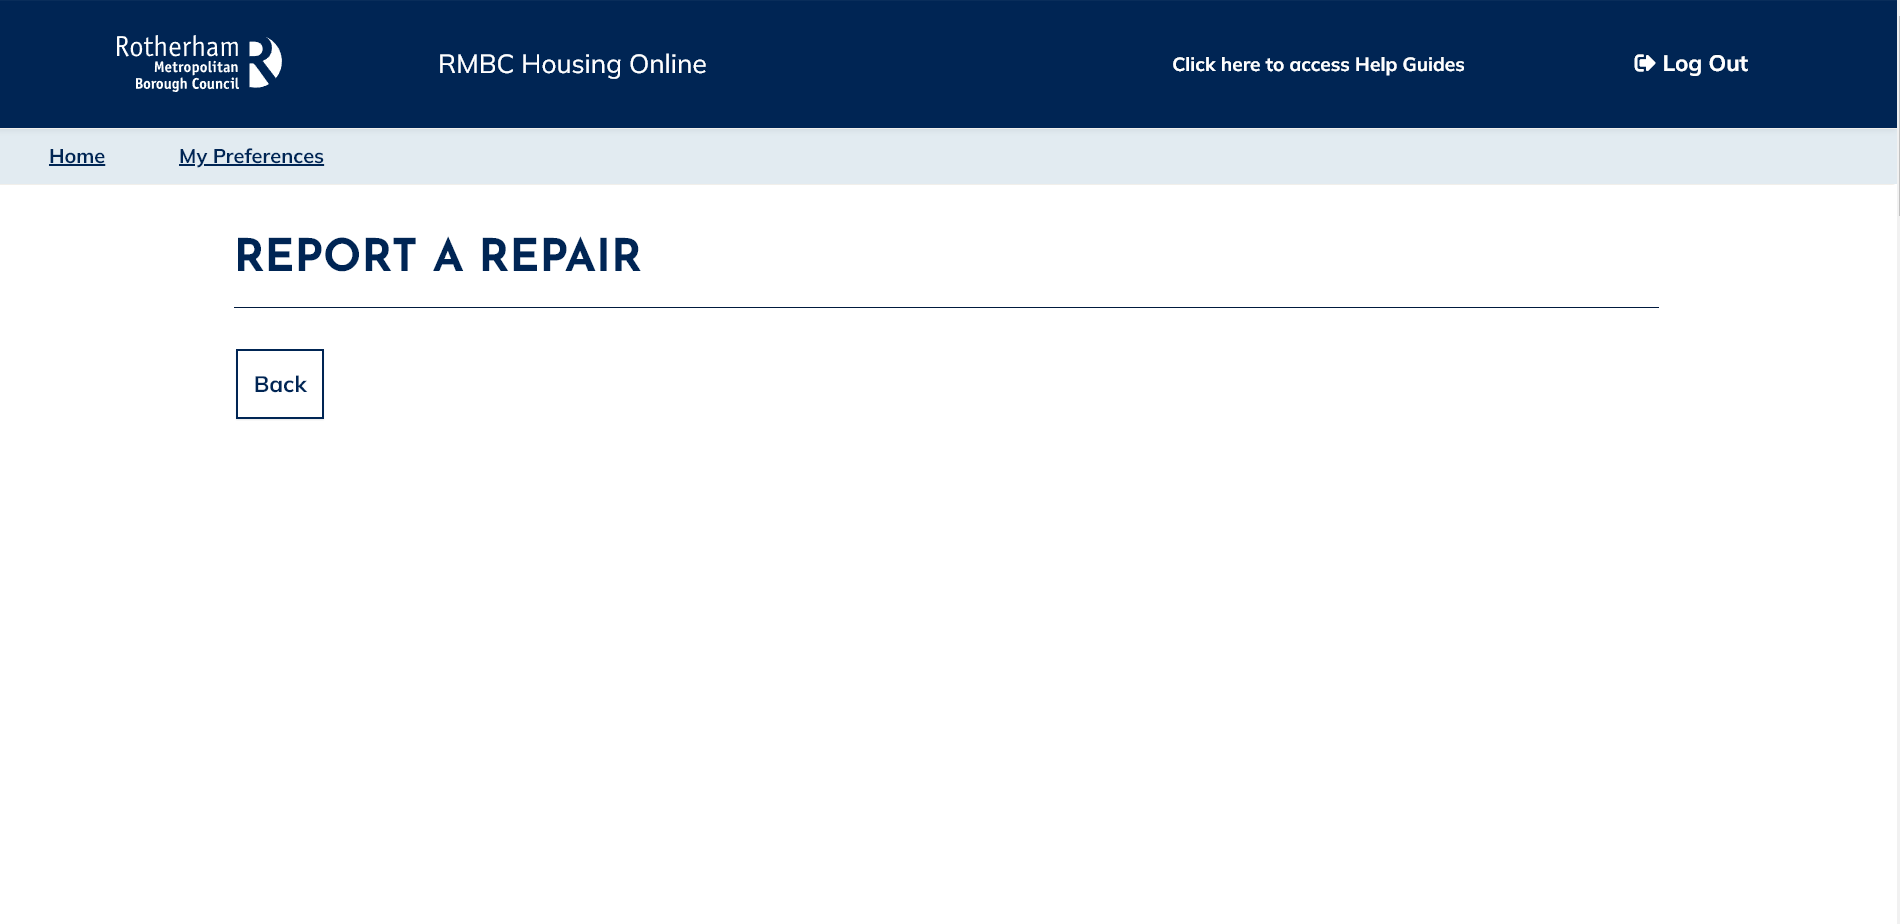 Rotherham
Metropolitan
Borough Council
RMBC Housing Online
Click here to access Help Guides
Log Out
Home
My Preferences
REPORT A REPAIR
Back